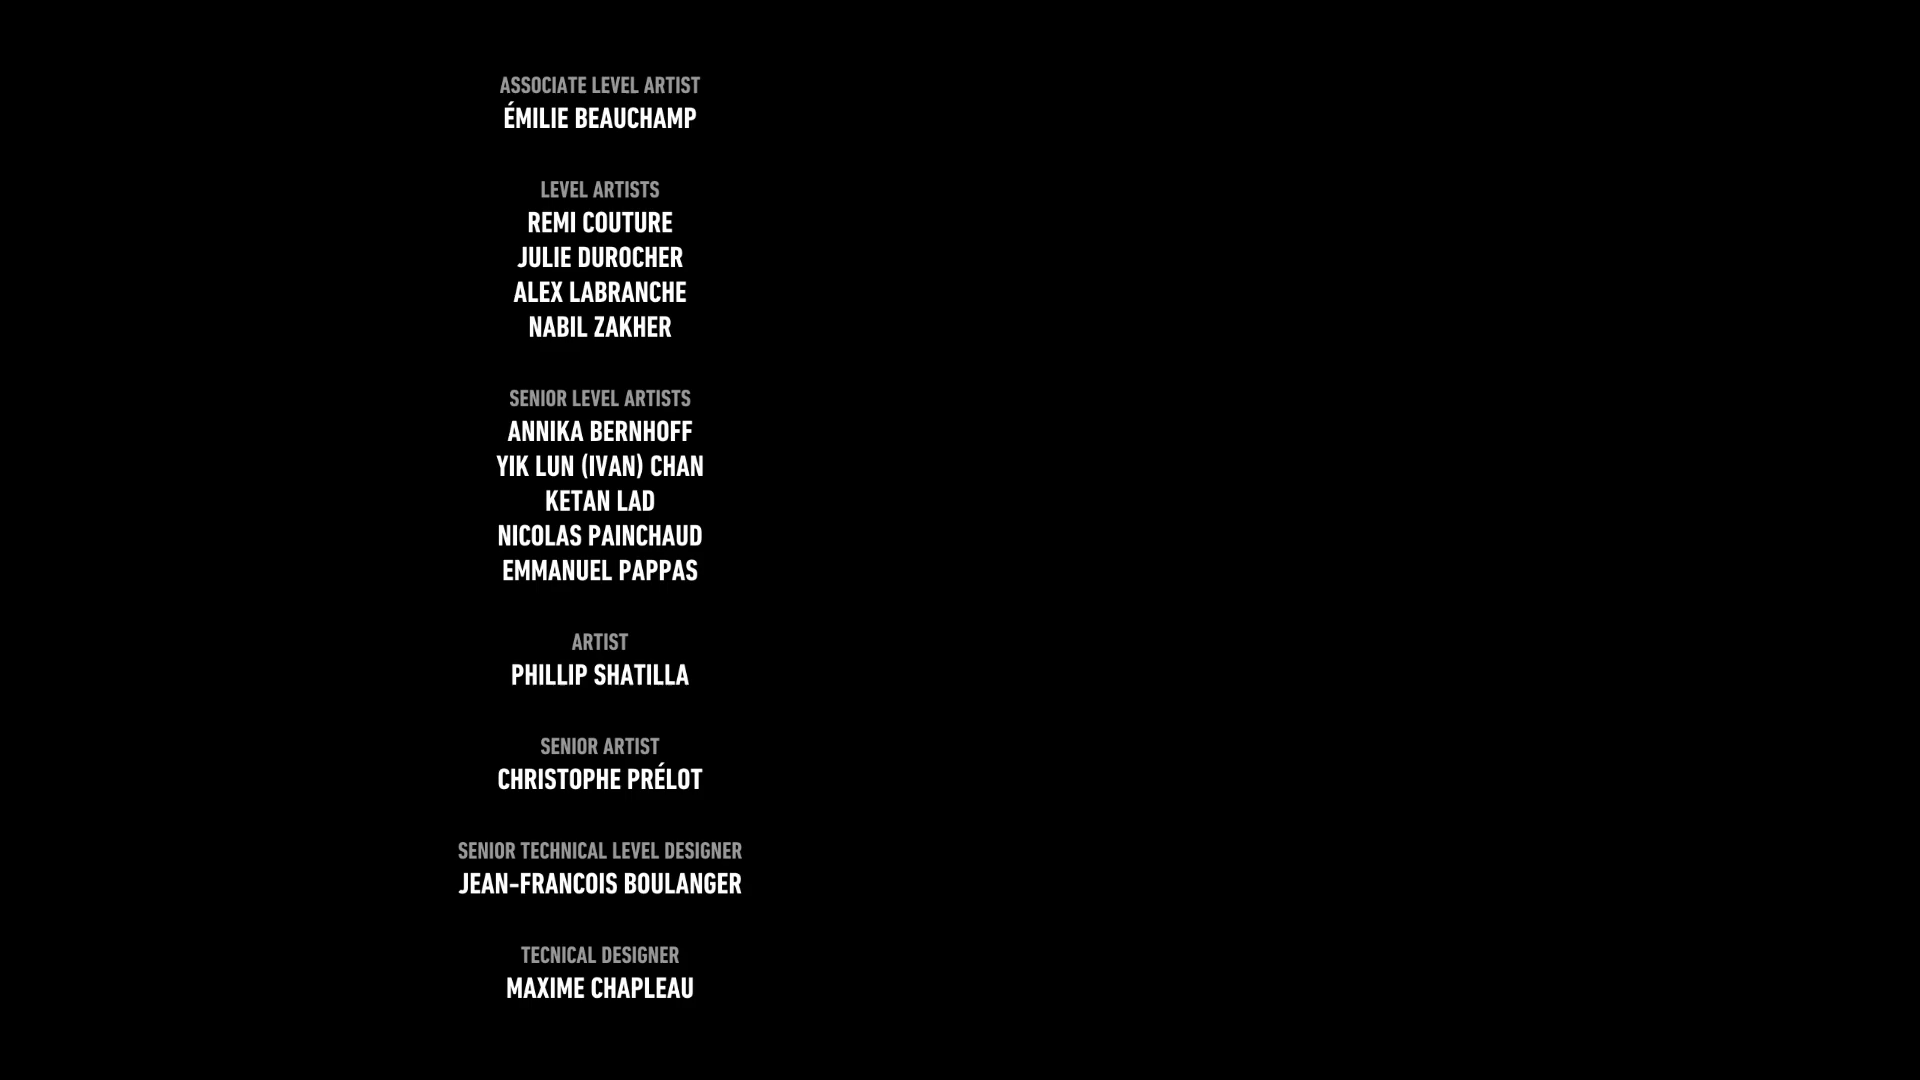 ASSOCIATE LEVEL ARTIST
ÉMILIE BEAUCHAMP
LEVEL ARTISTS
REMI COUTURE
JULIE DUROCHER
ALEX LABRANCHE
NABIL ZAKHER
SENIOR LEVEL ARTISTS
ANNIKA BERNHOFF
YIK LUN (IVAN) CHAN
KETAN LAD
NICOLAS PAINCHAUD
EMMANUEL PAPPAS
ARTIST
PHILLIP SHATILLA
SENIOR ARTIST
CHRISTOPHE PRÉLOT
SENIOR TECHNICAL LEVEL DESIGNER
JEAN-FRANCOIS BOULANGER
TECNICAL DESIGNER
MAXIME CHAPLEAU